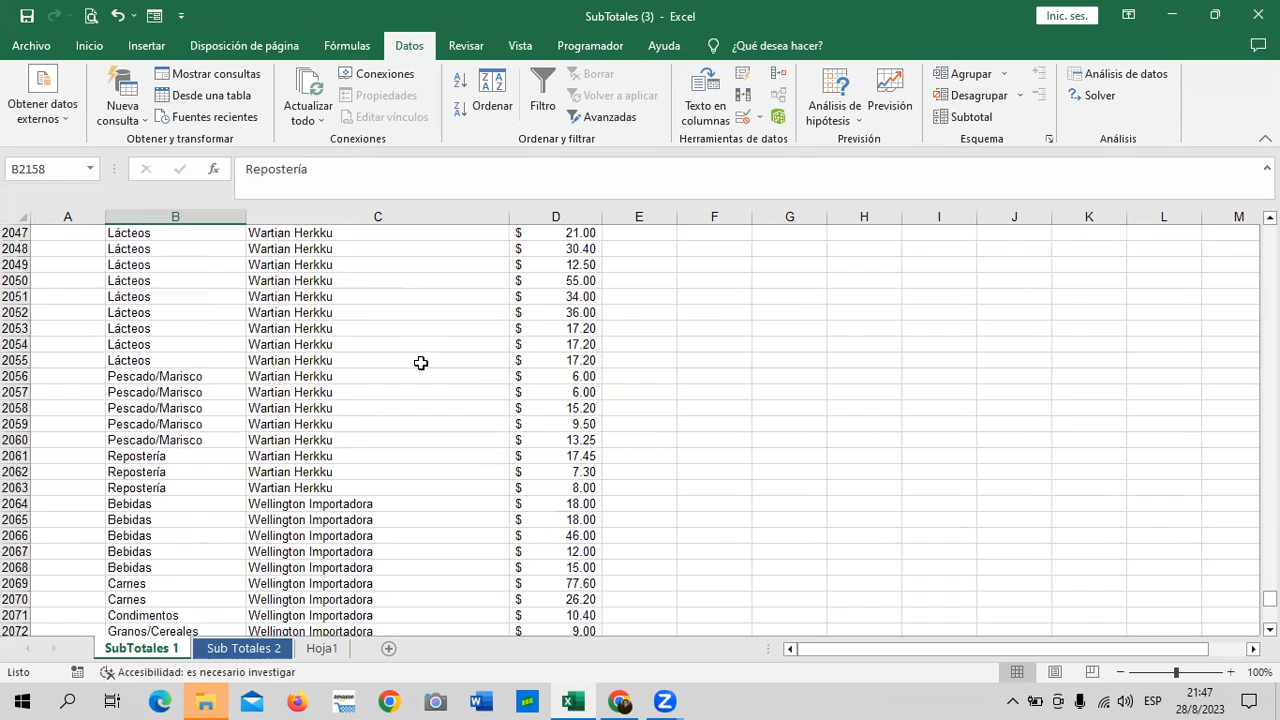 SubTotales (3) - Excel
Inic. ses.
Archivo Inicio Insertar Disposición de página Fórmulas Datos Revisar Vista Programador Ayuda ¿Qué desea hacer?
Obtener datos externos
Nueva consulta
Mostrar consultas
Desde una tabla
Fuentes recientes
Obtener y transformar
Actualizar todo
Conexiones
Propiedades
Editar vínculos
Conexiones
Ordenar
Filtro
Borrar
Volver a aplicar
Avanzadas
Ordenar y filtrar
Texto en columnas
Herramientas de datos
Análisis de hipótesis
Previsión
Previsión
Agrupar
Desagrupar
Subtotal
Esquema
Análisis de datos
Solver
Análisis
B2158 fx Repostería
A B C D E F G H I J K L M
2047 Lácteos Wartian Herkku $ 21.00
2048 Lácteos Wartian Herkku $ 30.40
2049 Lácteos Wartian Herkku $ 12.50
2050 Lácteos Wartian Herkku $ 55.00
2051 Lácteos Wartian Herkku $ 34.00
2052 Lácteos Wartian Herkku $ 36.00
2053 Lácteos Wartian Herkku $ 17.20
2054 Lácteos Wartian Herkku $ 17.20
2055 Lácteos Wartian Herkku $ 17.20
2056 Pescado/Marisco Wartian Herkku $ 6.00
2057 Pescado/Marisco Wartian Herkku $ 6.00
2058 Pescado/Marisco Wartian Herkku $ 15.20
2059 Pescado/Marisco Wartian Herkku $ 9.50
2060 Pescado/Marisco Wartian Herkku $ 13.25
2061 Repostería Wartian Herkku $ 17.45
2062 Repostería Wartian Herkku $ 7.30
2063 Repostería Wartian Herkku $ 8.00
2064 Bebidas Wellington Importadora $ 18.00
2065 Bebidas Wellington Importadora $ 18.00
2066 Bebidas Wellington Importadora $ 46.00
2067 Bebidas Wellington Importadora $ 12.00
2068 Bebidas Wellington Importadora $ 15.00
2069 Carnes Wellington Importadora $ 77.60
2070 Carnes Wellington Importadora $ 26.20
2071 Condimentos Wellington Importadora $ 10.40
2072 Granos/Cereales Wellington Importadora $ 9.00
SubTotales 1 Sub Totales 2 Hoja1
Listo Accesibilidad: es necesario investigar 100%
ESP
21:47
28/8/2023